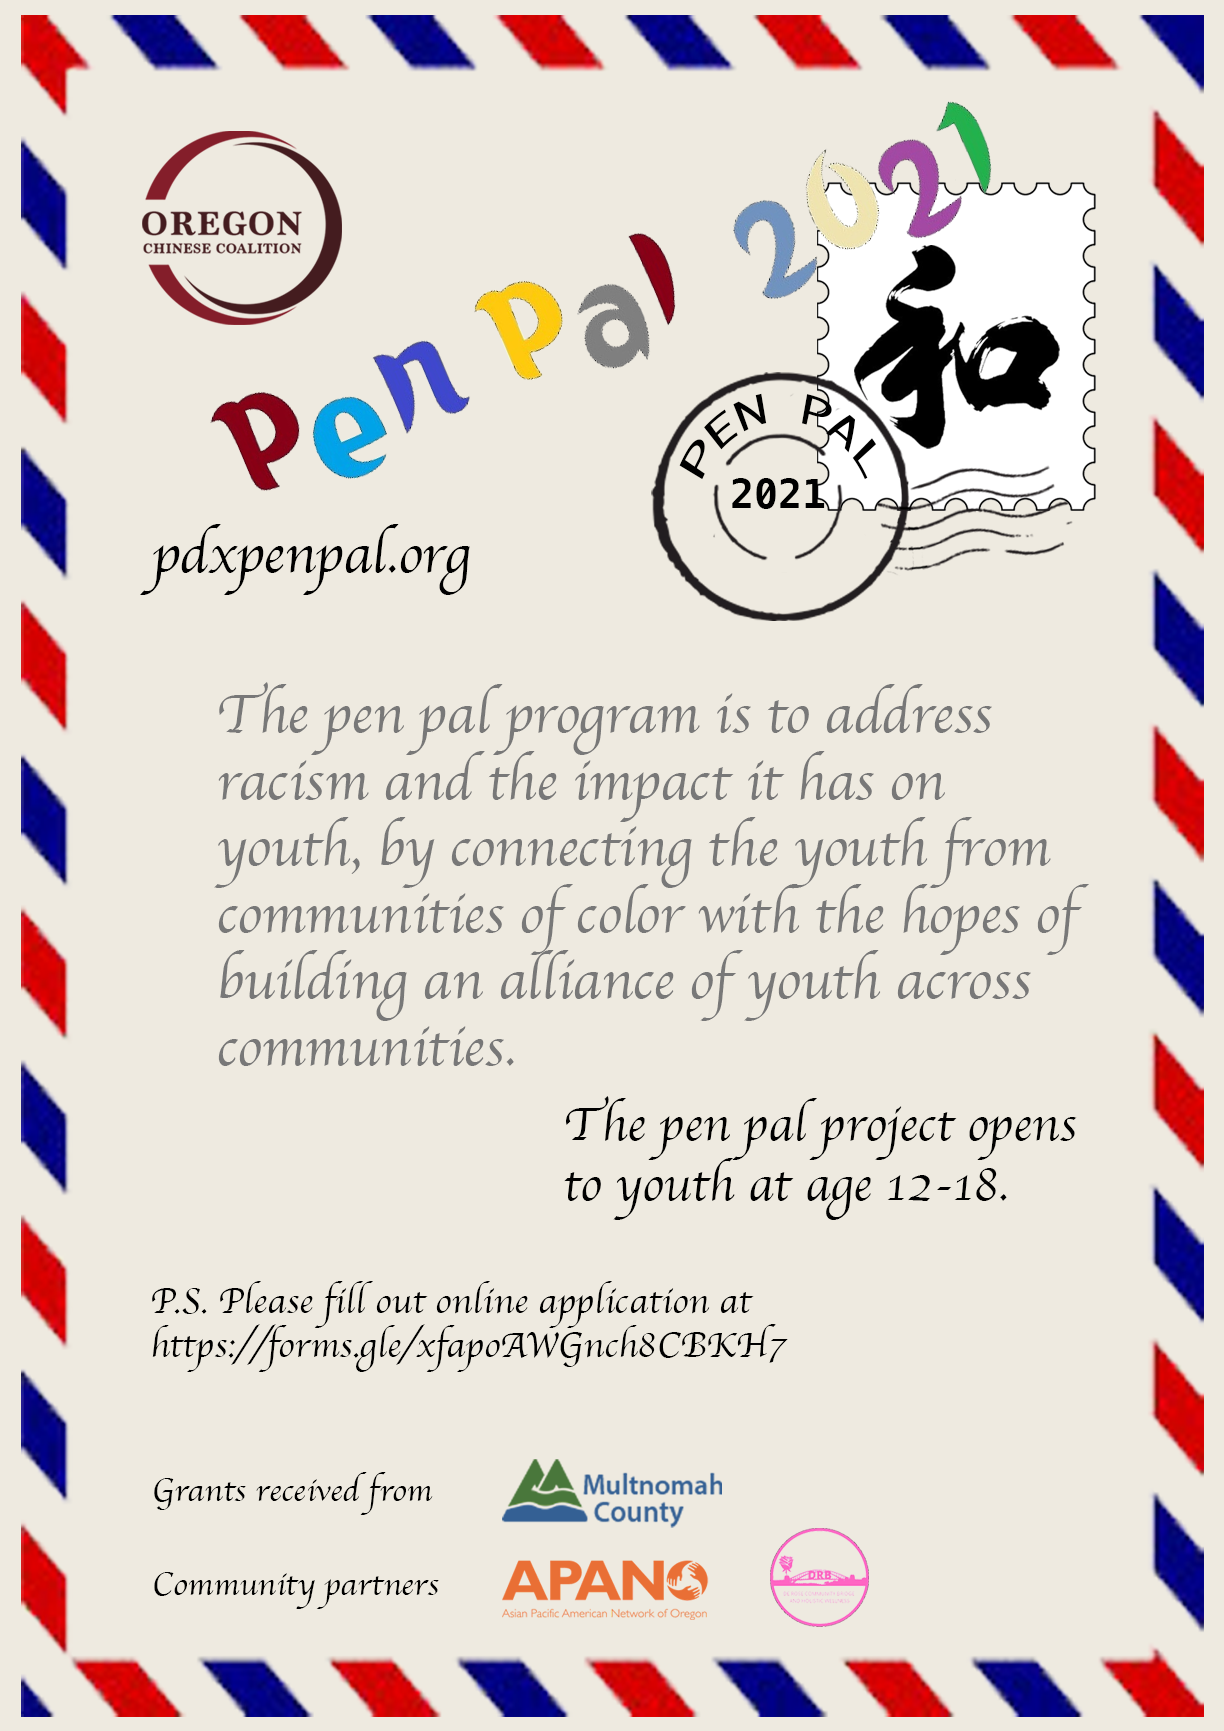 OREGON
CHINESE COALITION
Pen Pal 2021
和
PEN PAL
2021
pdxpenpal.org
The pen pal program is to address
racism and the impact it has on
youth, by connecting the youth from
communities of color with the hopes of
building an alliance of youth across
communities.
The pen pal project opens
to youth at age 12-18.
P.S. Please fill out online application at
https://forms.gle/xfapoAWGnch8CBKH7
Grants received from
Multnomah
County
Community partners
APANO
Asian Pacific American Network of Oregon
DRB